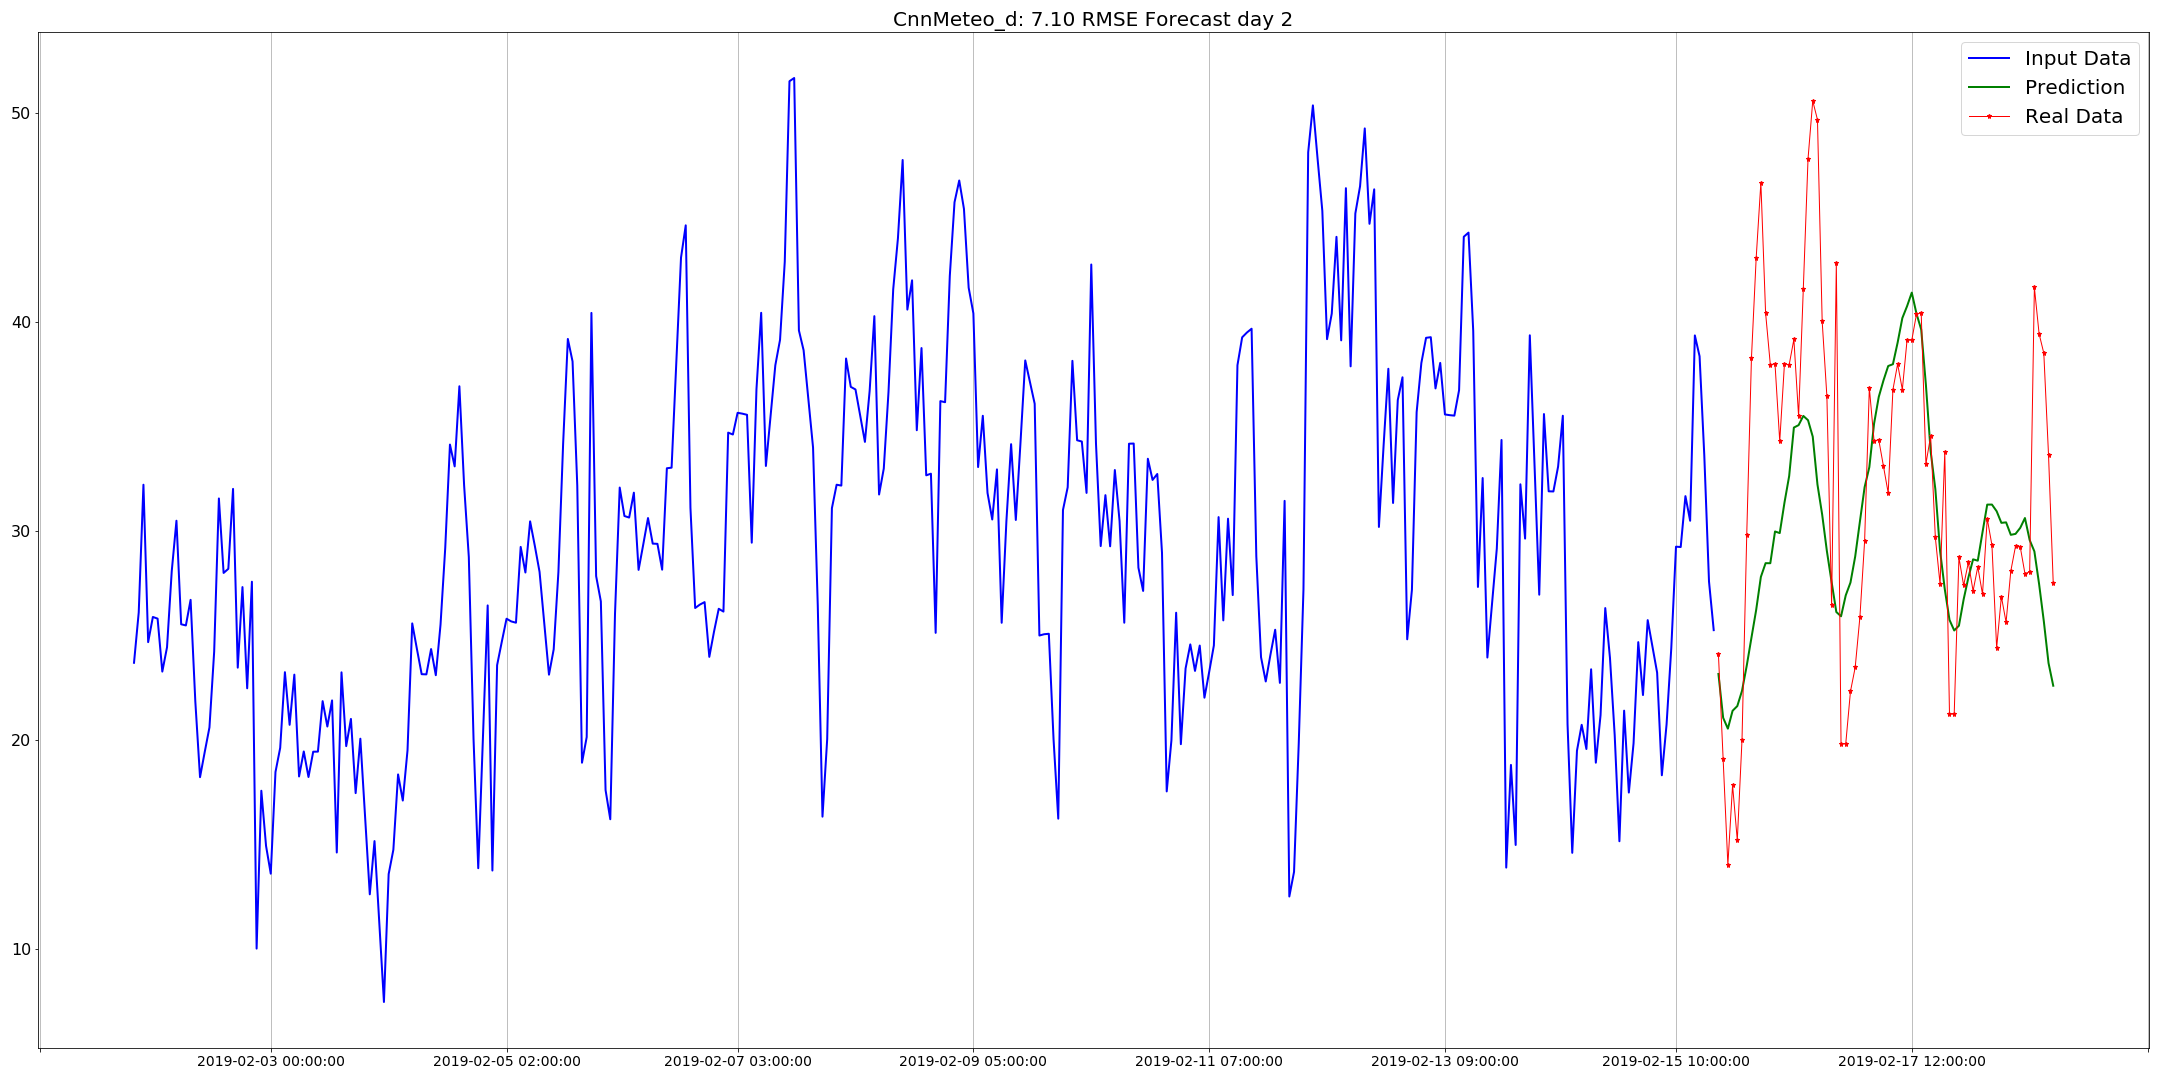 CnnMeteo_d: 7.10 RMSE Forecast day 2
Input Data
Prediction
Real Data
50
40
30
20
10
2019-02-03 00:00:00 2019-02-05 02:00:00 2019-02-07 03:00:00 2019-02-09 05:00:00 2019-02-11 07:00:00 2019-02-13 09:00:00 2019-02-15 10:00:00 2019-02-17 12:00:00